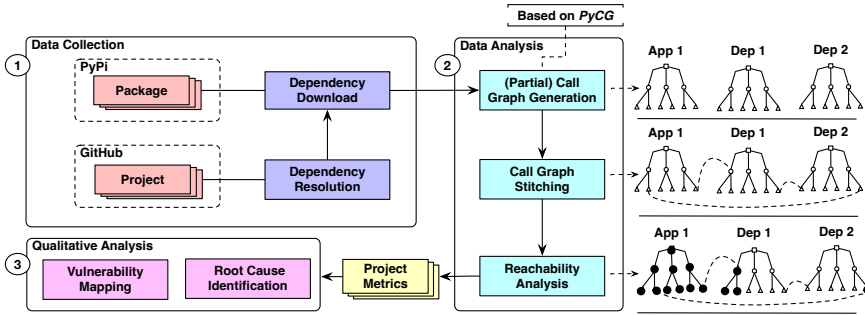 Based on PyCG
1
Data Collection
PyPi
Package
Dependency
Download
GitHub
Project
Dependency
Resolution
2
Data Analysis
(Partial) Call
Graph Generation
Call Graph
Stitching
Reachability
Analysis
App 1 Dep 1 Dep 2
App 1 Dep 1 Dep 2
App 1 Dep 1 Dep 2
3
Qualitative Analysis
Vulnerability
Mapping
Root Cause
Identification
Project
Metrics